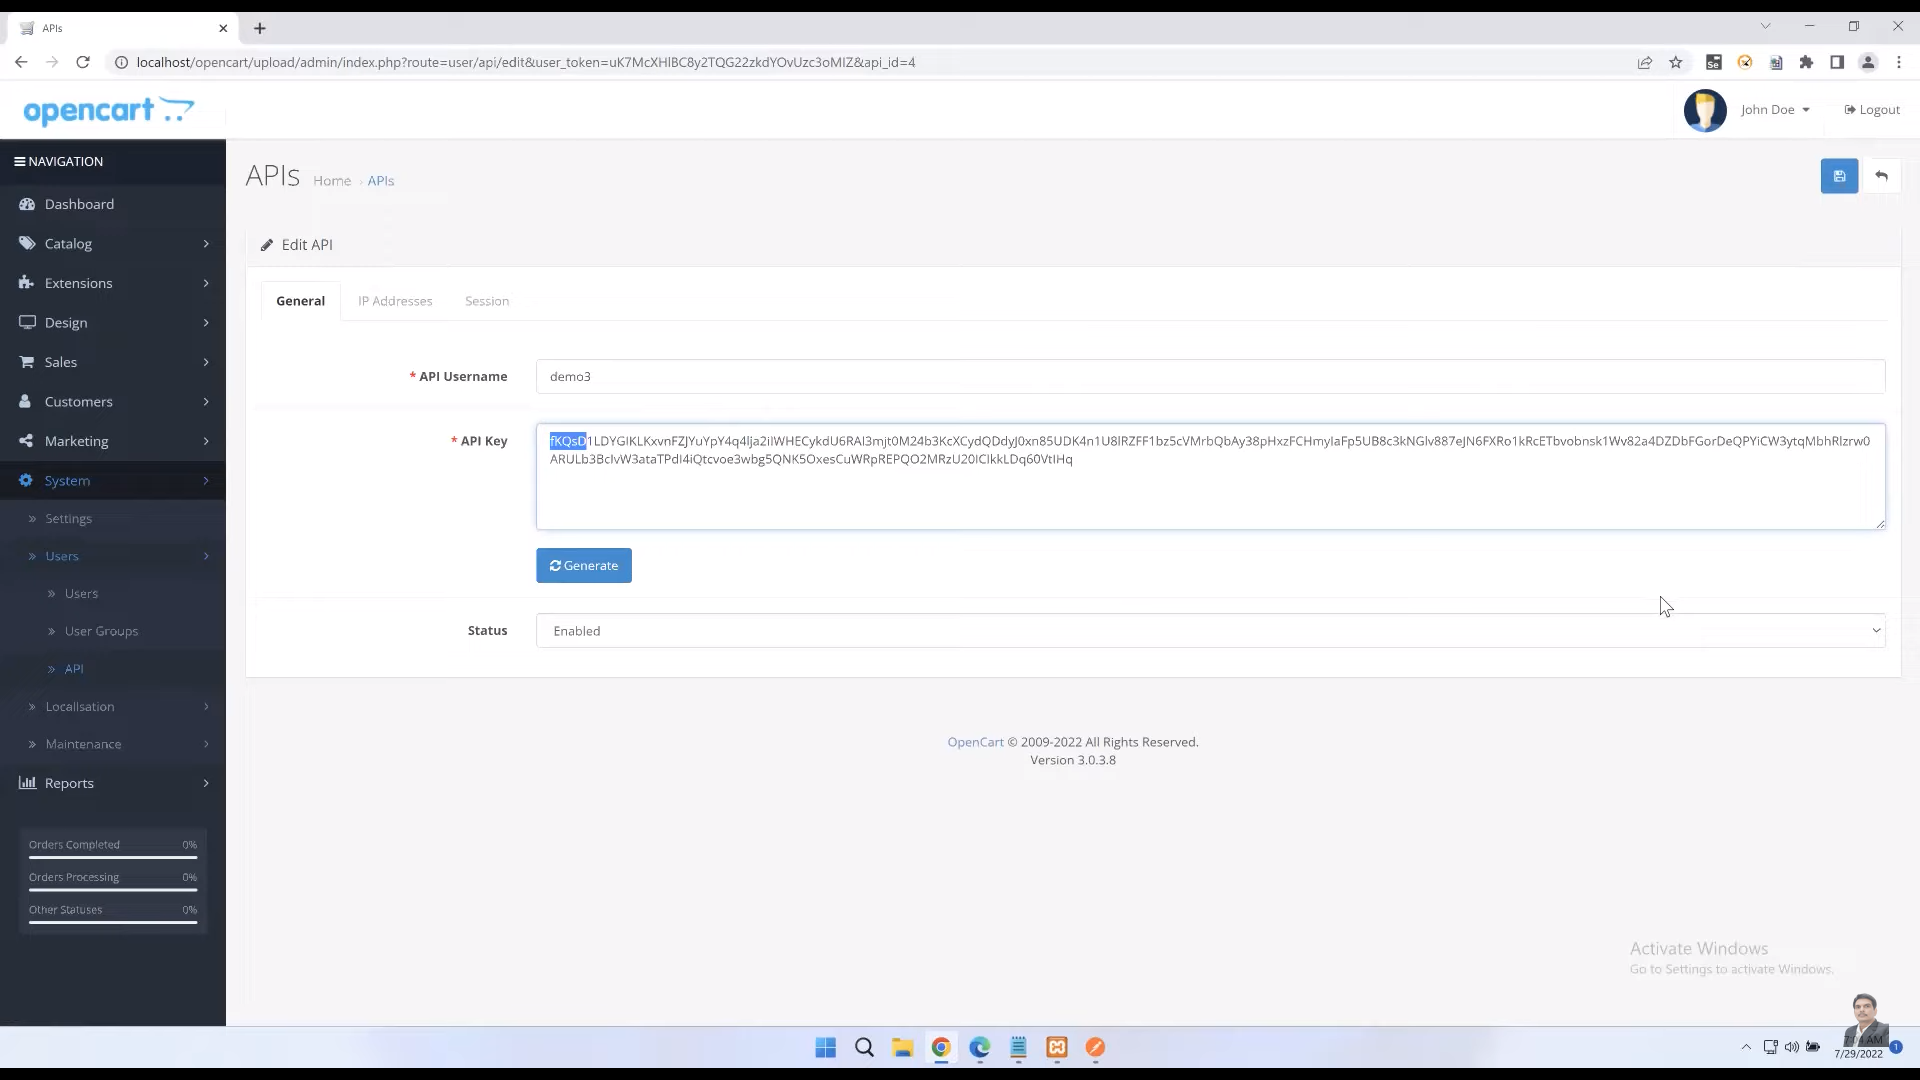 APIs
localhost/opencart/upload/admin/index.php?route=user/api/edit&user_token=uK7McXHlBC8y2TQG22zkdYOvUzc3oMIZ&api_id=4
opencart
John Doe
Logout
NAVIGATION
Dashboard
Catalog
Extensions
Design
Sales
Customers
Marketing
System
Settings
Users
Users
User Groups
API
Localisation
Maintenance
Reports
Orders Completed 0%
Orders Processing 0%
Other Statuses 0%
APIs Home APIs
Edit API
General IP Addresses Session
* API Username demo3
* API Key
fKQsD1LDYGIKLKxvnFZJYuYpY4q4lja2iIWHECykdU6RAI3mjt0M24b3KcXCydQDdyJ0xn85UDK4n1U8lRZFF1bz5cVMrbQbAy38pHxzFCHmyIaFp5UB8c3kNGlv887eJN6FXRo1kRcETbvobnsk1Wv82a4DZDbFGorDeQPYiCW3ytqMbhRlzrw0
ARULb3BcIvW3ataTPdI4iQtcvoe3wbg5QNK5OxesCuWRpREPQO2MRzU20ICIkkLDq60VtIHq
Generate
Status Enabled
OpenCart © 2009-2022 All Rights Reserved.
Version 3.0.3.8
Activate Windows
Go to Settings to activate Windows.
7/29/2022
1